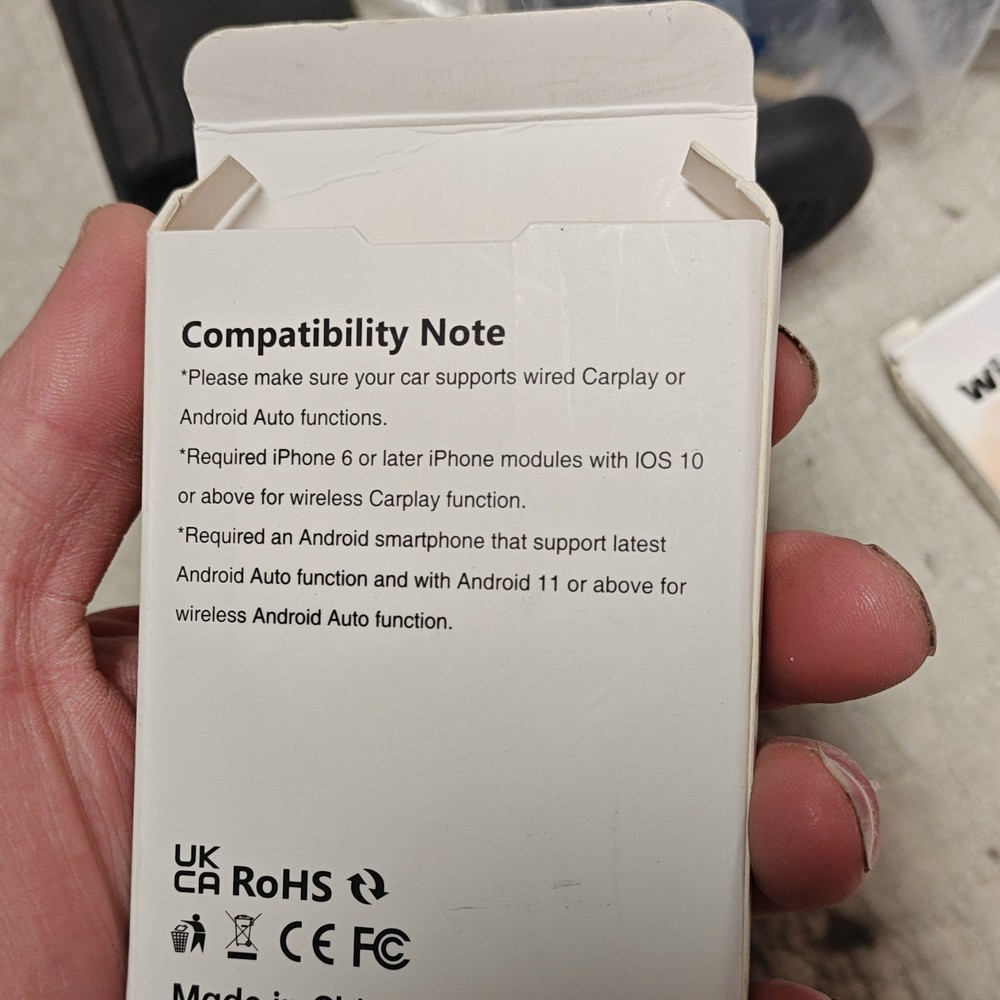 Compatibility Note
*Please make sure your car supports wired Carplay or
Android Auto functions.
*Required iPhone 6 or later iPhone modules with IOS 10
or above for wireless Carplay function.
*Required an Android smartphone that support latest
Android Auto function and with Android 11 or above for
wireless Android Auto function.
UK
CA RoHS
CE FC
Made in